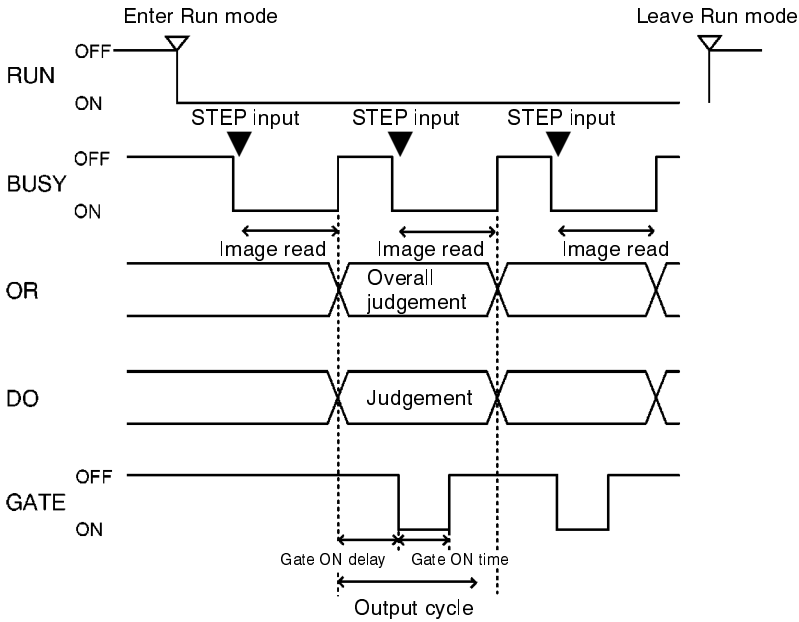 Enter Run mode
Leave Run mode
OFF
RUN
ON
STEP input
STEP input
STEP input
OFF
BUSY
ON
Image read
Image read
Image read
OR
Overall
judgement
DO
Judgement
OFF
GATE
ON
Gate ON delay
Gate ON time
Output cycle